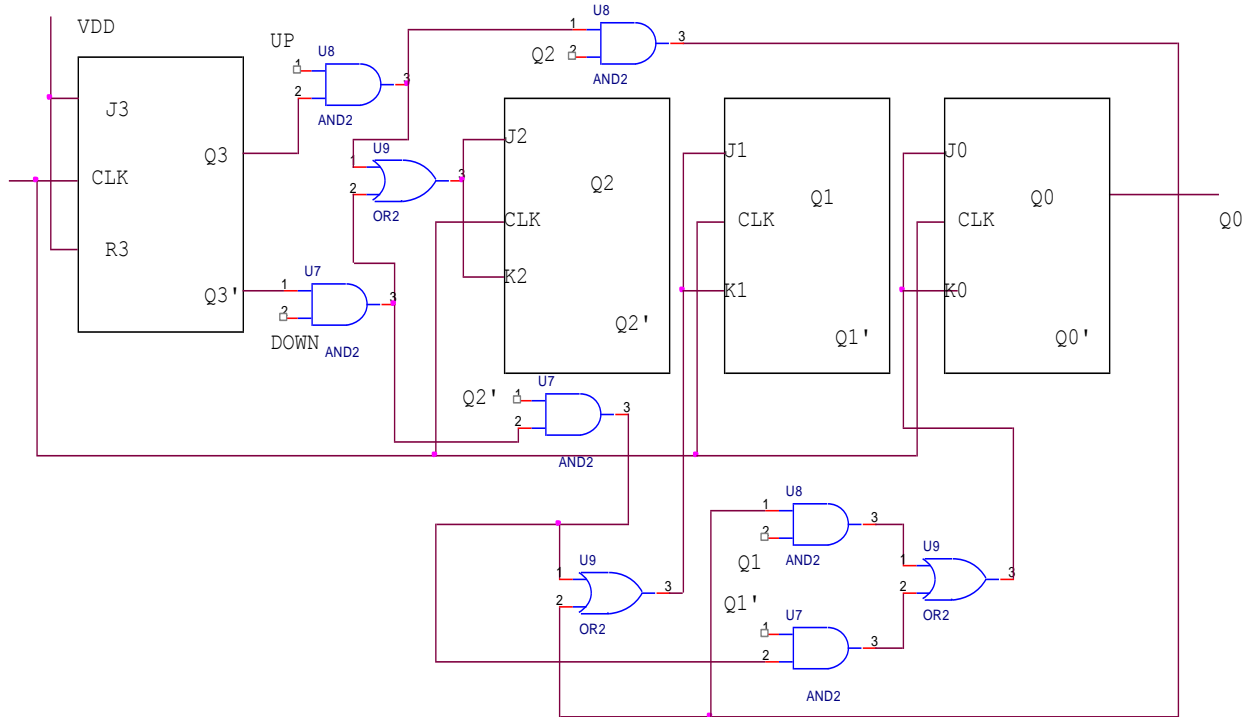 VDD
J3
Q3
CLK
R3
Q3'
UP
U8
1
2
3
AND2
U7
1
2
3
DOWN
AND2
U9
1
2
3
OR2
U8
1
Q2
2
3
AND2
J2
Q2
CLK
K2
Q2'
J1
Q1
CLK
K1
Q1'
J0
Q0
CLK
K0
Q0'
Q0
U7
Q2'
1
2
3
AND2
U9
1
2
3
OR2
U8
1
2
3
Q1
AND2
Q1'
U7
1
2
3
AND2
U9
1
2
3
OR2